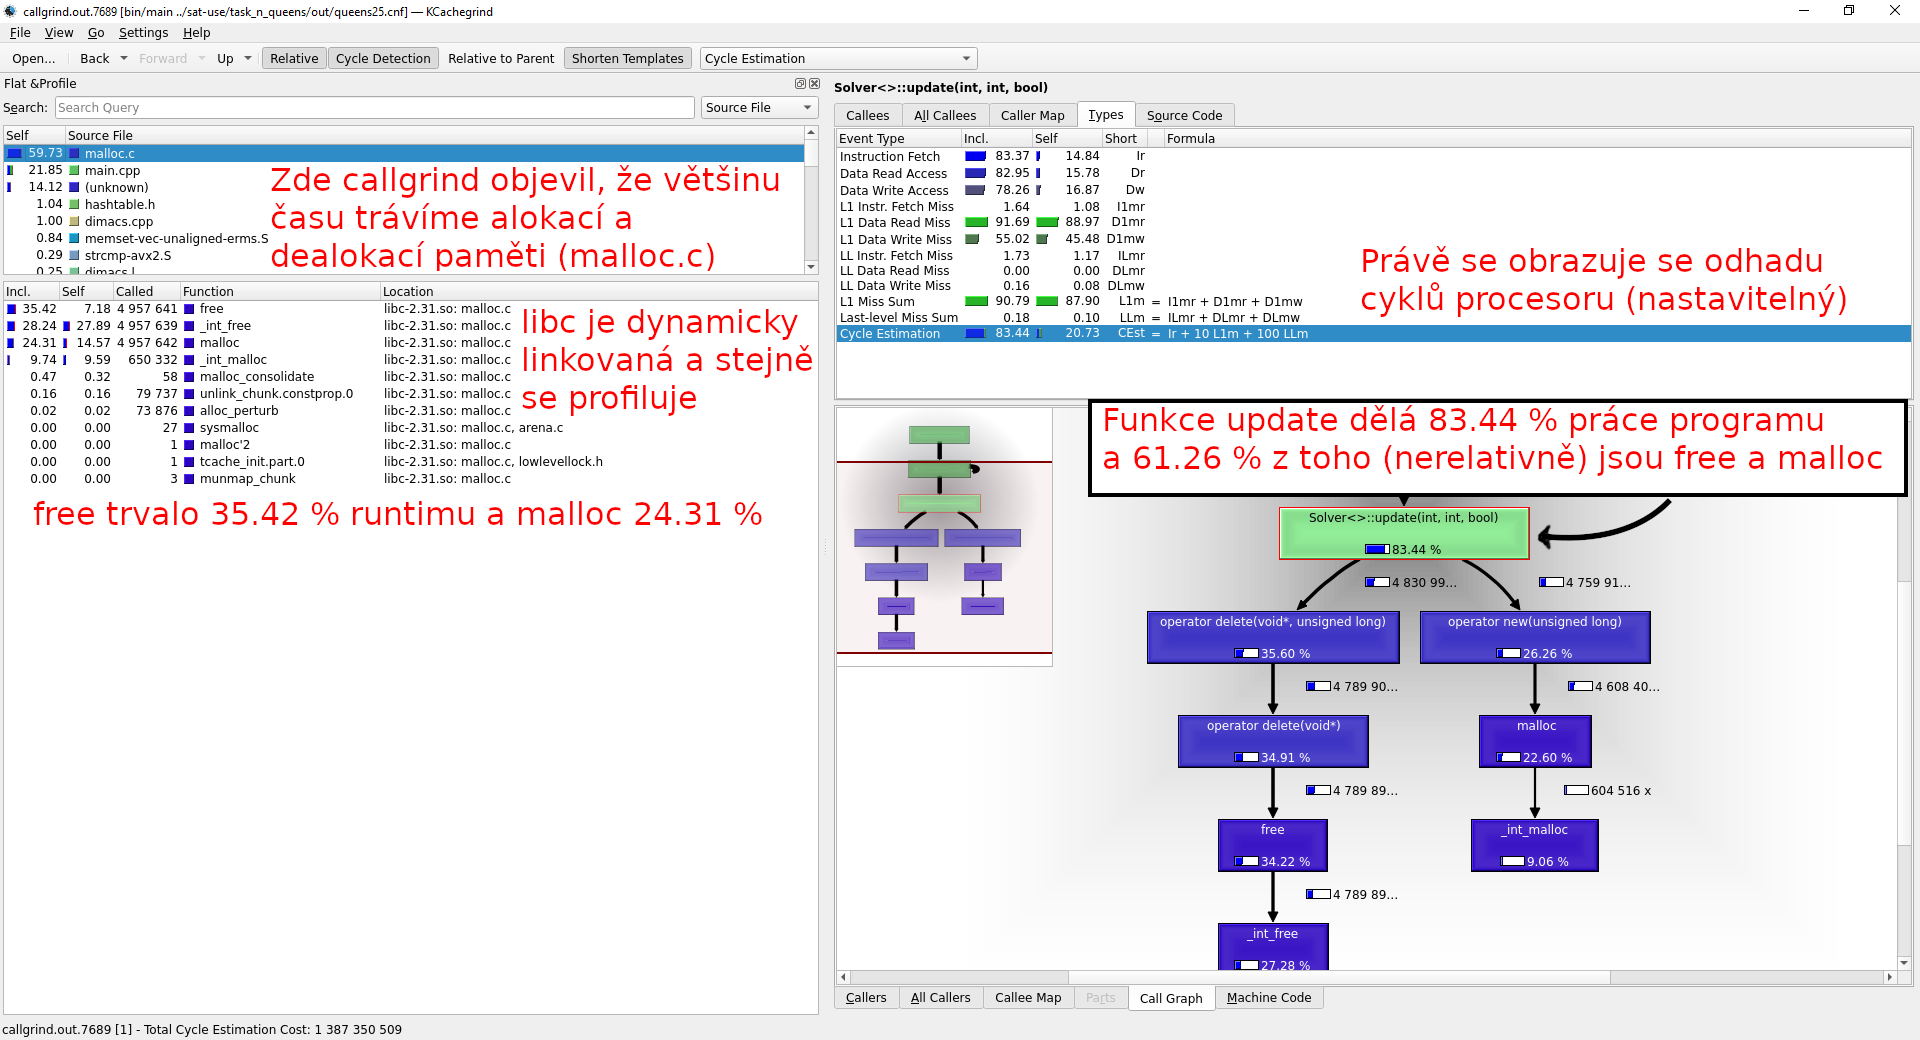 callgrind.out.7689 [bin/main ../sat-use/task_n_queens/out/queens25.cnf] — KCachegrind
File View Go Settings Help
Open... Back Forward Up Relative Cycle Detection Relative to Parent Shorten Templates Cycle Estimation
Flat &Profile
Search: Search Query Source File
Self Source File
59.73 malloc.c
21.85 main.cpp
14.12 (unknown)
1.04 hashtable.h
1.00 dimacs.cpp
0.84 memset-vec-unaligned-erms.S
0.29 strcmp-avx2.S
0.25 dimacs.l
Zde callgrind objevil, že většinu
času trávíme alokací a
dealokací paměti (malloc.c)
Incl. Self Called Function Location
35.42 7.18 4 957 641 free libc-2.31.so: malloc.c
28.24 27.89 4 957 639 _int_free libc-2.31.so: malloc.c
24.31 14.57 4 957 642 malloc libc-2.31.so: malloc.c
9.74 9.59 650 332 _int_malloc libc-2.31.so: malloc.c
0.47 0.32 58 malloc_consolidate libc-2.31.so: malloc.c
0.16 0.16 79 737 unlink_chunk.constprop.0 libc-2.31.so: malloc.c
0.02 0.02 73 876 alloc_perturb libc-2.31.so: malloc.c
0.00 0.00 27 sysmalloc libc-2.31.so: malloc.c, arena.c
0.00 0.00 1 malloc'2 libc-2.31.so: malloc.c
0.00 0.00 1 tcache_init.part.0 libc-2.31.so: malloc.c, lowlevellock.h
0.00 0.00 3 munmap_chunk libc-2.31.so: malloc.c
libc je dynamicky
linkovaná a stejně
se profiluje
free trvalo 35.42 % runtimu a malloc 24.31 %
Solver<>::update(int, int, bool)
Callees All Callees Caller Map Types Source Code
Event Type Incl. Self Short Formula
Instruction Fetch 83.37 14.84 Ir
Data Read Access 82.95 15.78 Dr
Data Write Access 78.26 16.87 Dw
L1 Instr. Fetch Miss 1.64 1.08 I1mr
L1 Data Read Miss 91.69 88.97 D1mr
L1 Data Write Miss 55.02 45.48 D1mw
LL Instr. Fetch Miss 1.73 1.17 ILmr
LL Data Read Miss 0.00 0.00 DLmr
LL Data Write Miss 0.16 0.08 DLmw
L1 Miss Sum 90.79 87.90 L1m = I1mr + D1mr + D1mw
Last-level Miss Sum 0.18 0.10 LLm = ILmr + DLmr + DLmw
Cycle Estimation 83.44 20.73 CEst = Ir + 10 L1m + 100 LLm
Právě se obrazuje se odhadu
cyklů procesoru (nastavitelný)
Funkce update dělá 83.44 % práce programu
a 61.26 % z toho (nerelativně) jsou free a malloc
Solver<>::update(int, int, bool)
83.44 %
4 830 99... 4 759 91...
operator delete(void*, unsigned long) operator new(unsigned long)
35.60 % 26.26 %
4 789 90... 4 608 40...
operator delete(void*) malloc
34.91 % 22.60 %
4 789 89... 604 516 x
free _int_malloc
34.22 % 9.06 %
4 789 89...
_int_free
27.28 %
Callers All Callers Callee Map Parts Call Graph Machine Code
callgrind.out.7689 [1] - Total Cycle Estimation Cost: 1 387 350 509